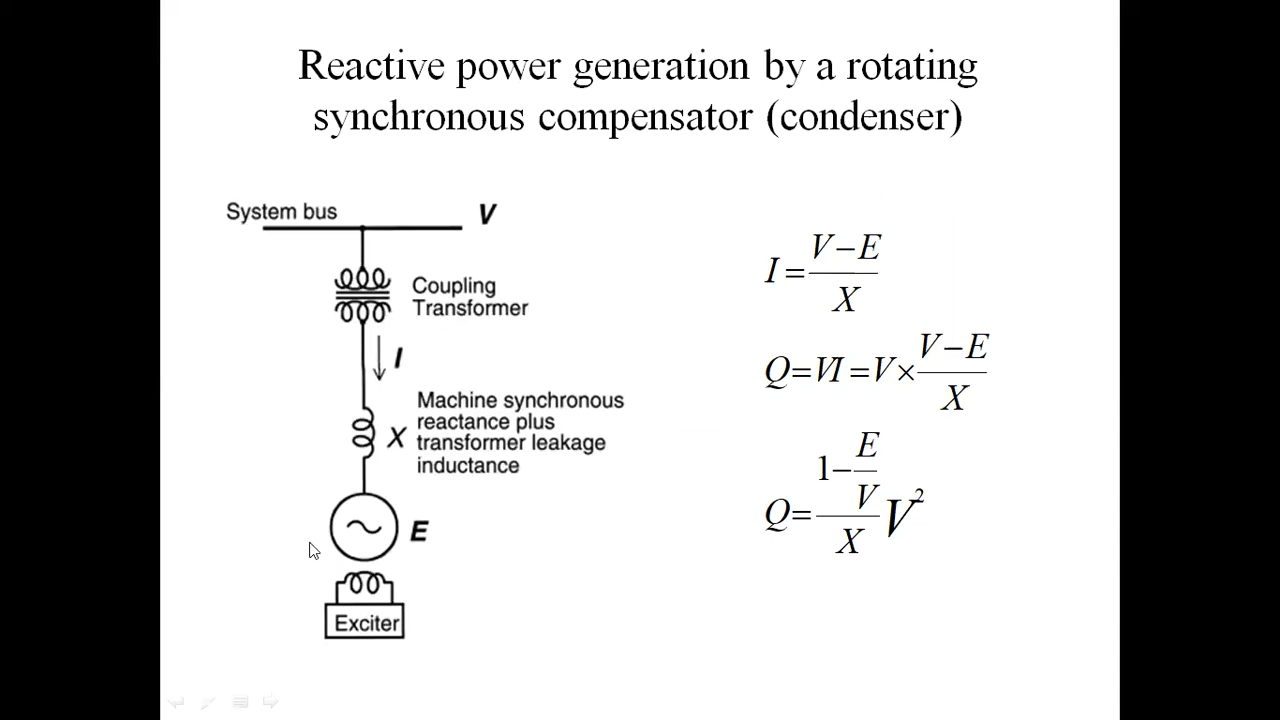 Reactive power generation by a rotating
synchronous compensator (condenser)
System bus
V
Coupling
Transformer
I
Machine synchronous
reactance plus
transformer leakage
inductance
X
E
Exciter
I = (V − E) / X
Q = VI = V × (V − E) / X
Q = (1 − E/V) / X V²